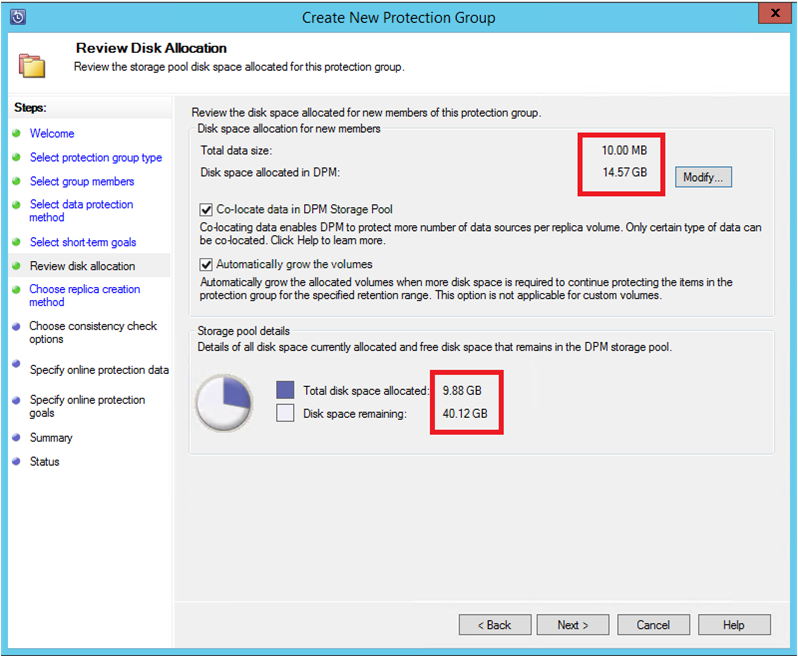 Create New Protection Group
x
Review Disk Allocation
Review the storage pool disk space allocated for this protection group.
Steps:
Welcome
Select protection group type
Select group members
Select data protection
method
Select short-term goals
Review disk allocation
Choose replica creation
method
Choose consistency check
options
Specify online protection data
Specify online protection
goals
Summary
Status
Review the disk space allocated for new members of this protection group.
Disk space allocation for new members
Total data size: 10.00 MB
Disk space allocated in DPM: 14.57 GB
Modify...
Co-locate data in DPM Storage Pool
Co-locating data enables DPM to protect more number of data sources per replica volume. Only certain type of data can
be co-located. Click Help to learn more.
Automatically grow the volumes
Automatically grow the allocated volumes when more disk space is required to continue protecting the items in the
protection group for the specified retention range. This option is not applicable for custom volumes.
Storage pool details
Details of all disk space currently allocated and free disk space that remains in the DPM storage pool.
Total disk space allocated: 9.88 GB
Disk space remaining: 40.12 GB
< Back Next > Cancel Help